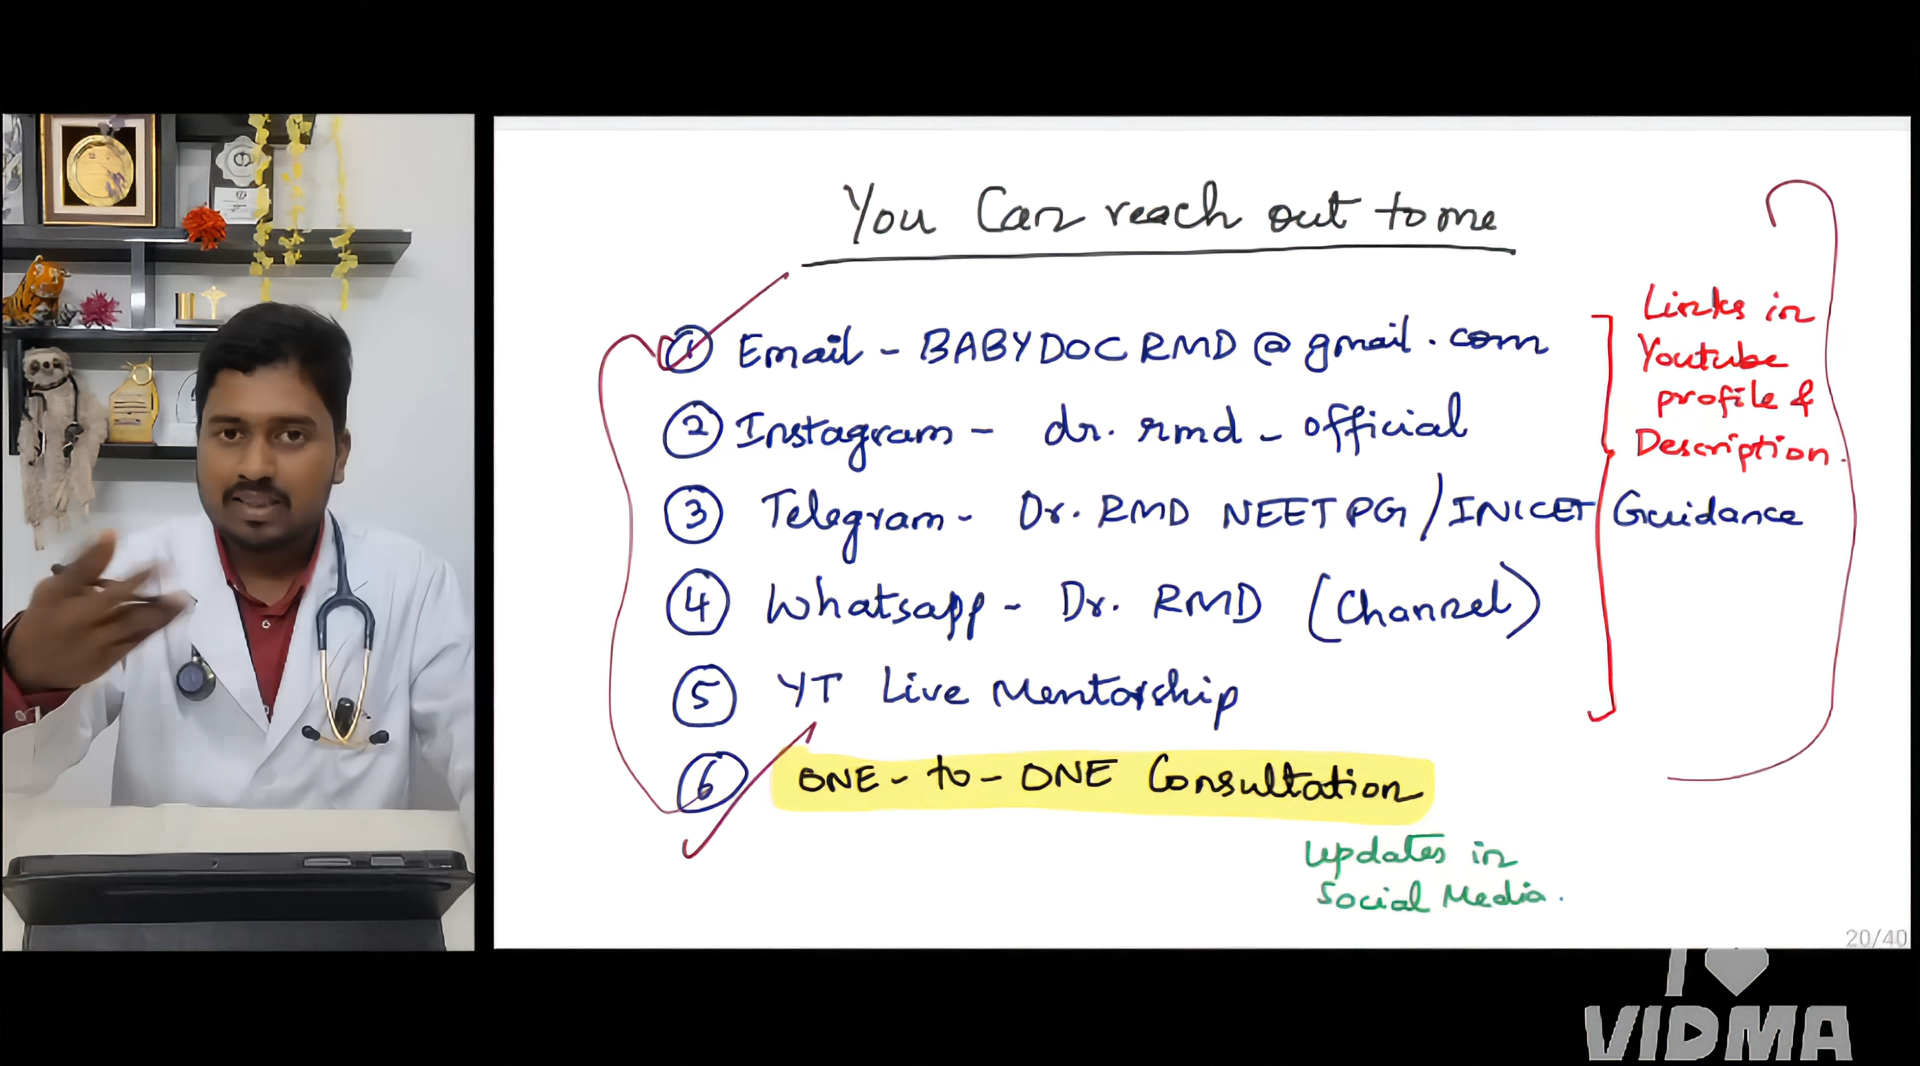 You Can reach out to me
① Email - BABYDOCRMD@gmail.com
② Instagram - dr.rmd_official
③ Telegram - Dr. RMD NEET PG / INICET Guidance
④ Whatsapp - Dr. RMD (Channel)
⑤ YT Live Mentorship
⑥ ONE-to-ONE Consultation
Links in
Youtube
profile &
Description.
Updates in
Social Media.
20/40
I
VIDMA